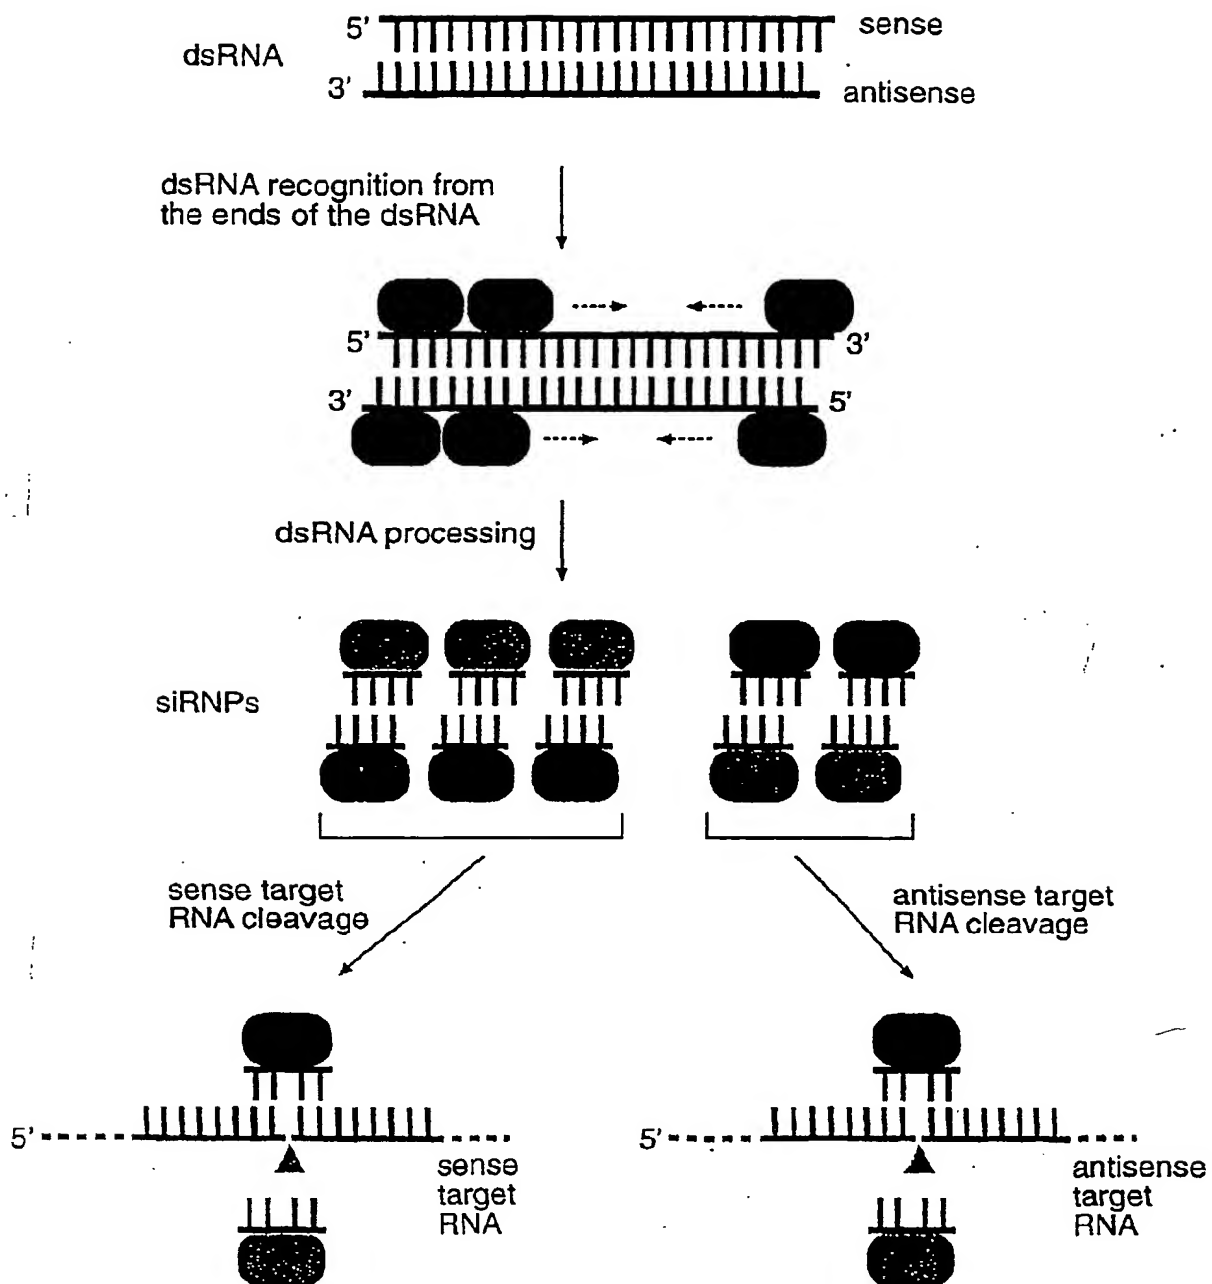 5' sense
dsRNA
3' antisense
dsRNA recognition from
the ends of the dsRNA
5' 3'
3' 5'
dsRNA processing
siRNPs
sense target
RNA cleavage
antisense target
RNA cleavage
5'
sense
target
RNA
5'
antisense
target
RNA